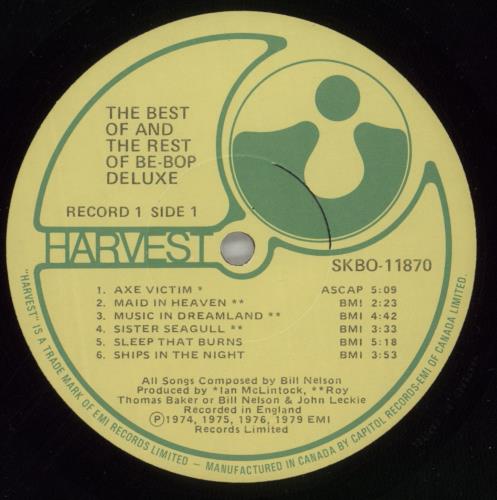 THE BEST
OF AND
THE REST
OF BE-BOP
DELUXE
RECORD 1 SIDE 1
HARVEST
SKBO-11870
1. AXE VICTIM * ASCAP 5:09
2. MAID IN HEAVEN ** BMI 2:23
3. MUSIC IN DREAMLAND ** BMI 4:42
4. SISTER SEAGULL ** BMI 3:33
5. SLEEP THAT BURNS BMI 5:18
6. SHIPS IN THE NIGHT BMI 3:53
All Songs Composed by Bill Nelson
Produced by *Ian McLintock, **Roy
Thomas Baker or Bill Nelson & John Leckie
Recorded in England
Ⓟ 1974, 1975, 1976, 1979 EMI
Records Limited
"HARVEST" IS A TRADE MARK OF EMI RECORDS LIMITED – MANUFACTURED IN CANADA BY CAPITOL RECORDS-EMI OF CANADA LIMITED.